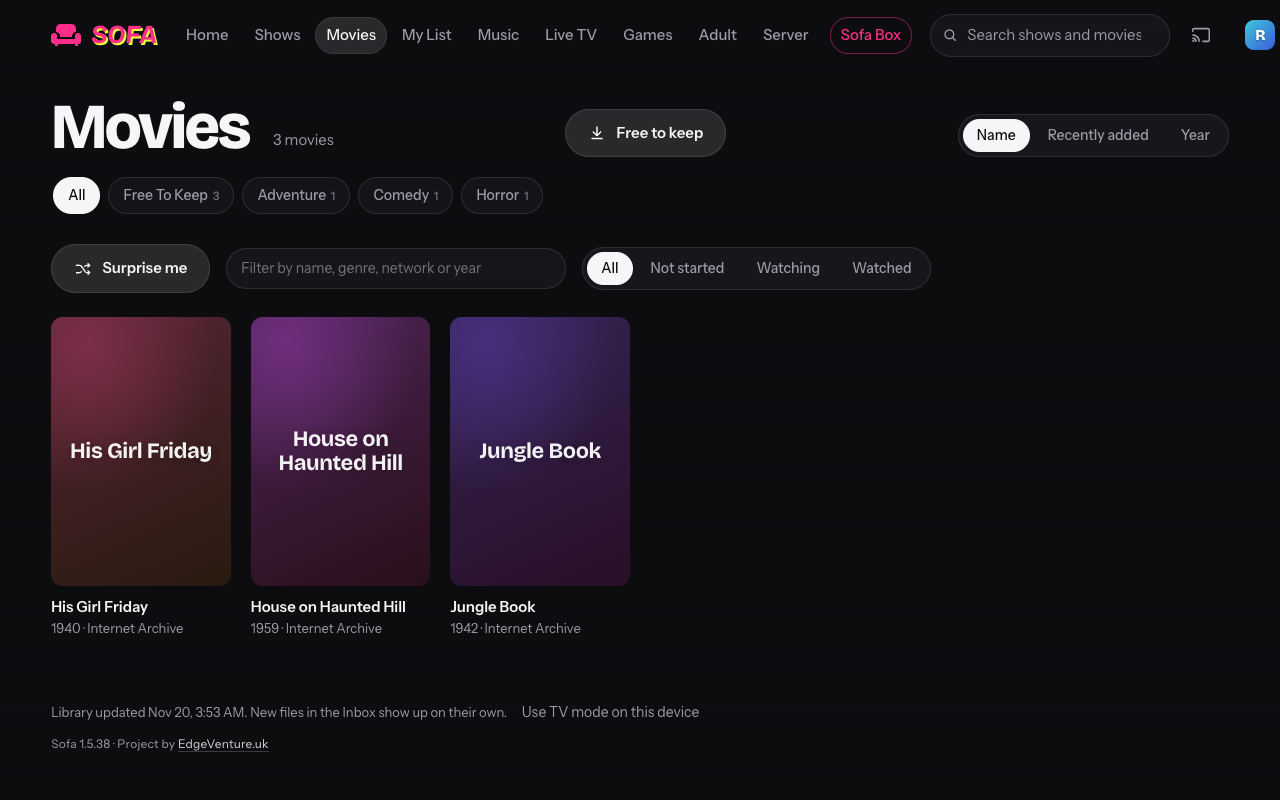 SOFA Home Shows Movies My List Music Live TV Games Adult Server Sofa Box Search shows and movies R
Movies 3 movies Free to keep Name Recently added Year
All Free To Keep 3 Adventure 1 Comedy 1 Horror 1
Surprise me Filter by name, genre, network or year All Not started Watching Watched
His Girl Friday
House on
Haunted Hill
Jungle Book
His Girl Friday
1940 · Internet Archive
House on Haunted Hill
1959 · Internet Archive
Jungle Book
1942 · Internet Archive
Library updated Nov 20, 3:53 AM. New files in the Inbox show up on their own. Use TV mode on this device
Sofa 1.5.38 · Project by EdgeVenture.uk